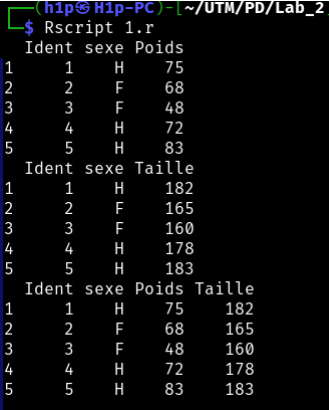 (h1p㉿H1p-PC)-[~/UTM/PD/Lab_2
$ Rscript 1.r
Ident sexe Poids
1 1 H 75
2 2 F 68
3 3 F 48
4 4 H 72
5 5 H 83
Ident sexe Taille
1 1 H 182
2 2 F 165
3 3 F 160
4 4 H 178
5 5 H 183
Ident sexe Poids Taille
1 1 H 75 182
2 2 F 68 165
3 3 F 48 160
4 4 H 72 178
5 5 H 83 183